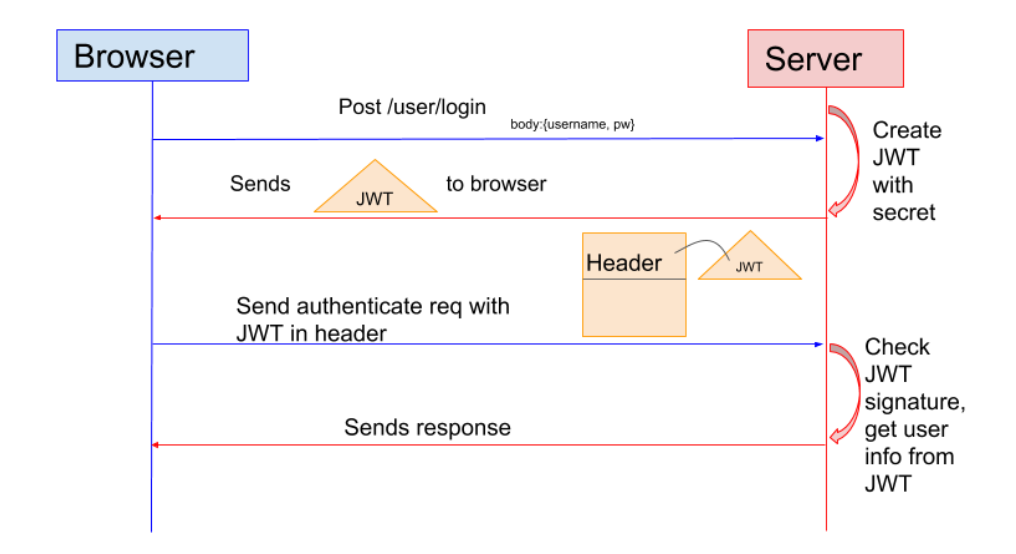 Browser
Server
Post /user/login
body:{username, pw}
Create
JWT
with
secret
Sends
JWT
to browser
Header
JWT
Send authenticate req with
JWT in header
Check
JWT
signature,
get user
info from
JWT
Sends response